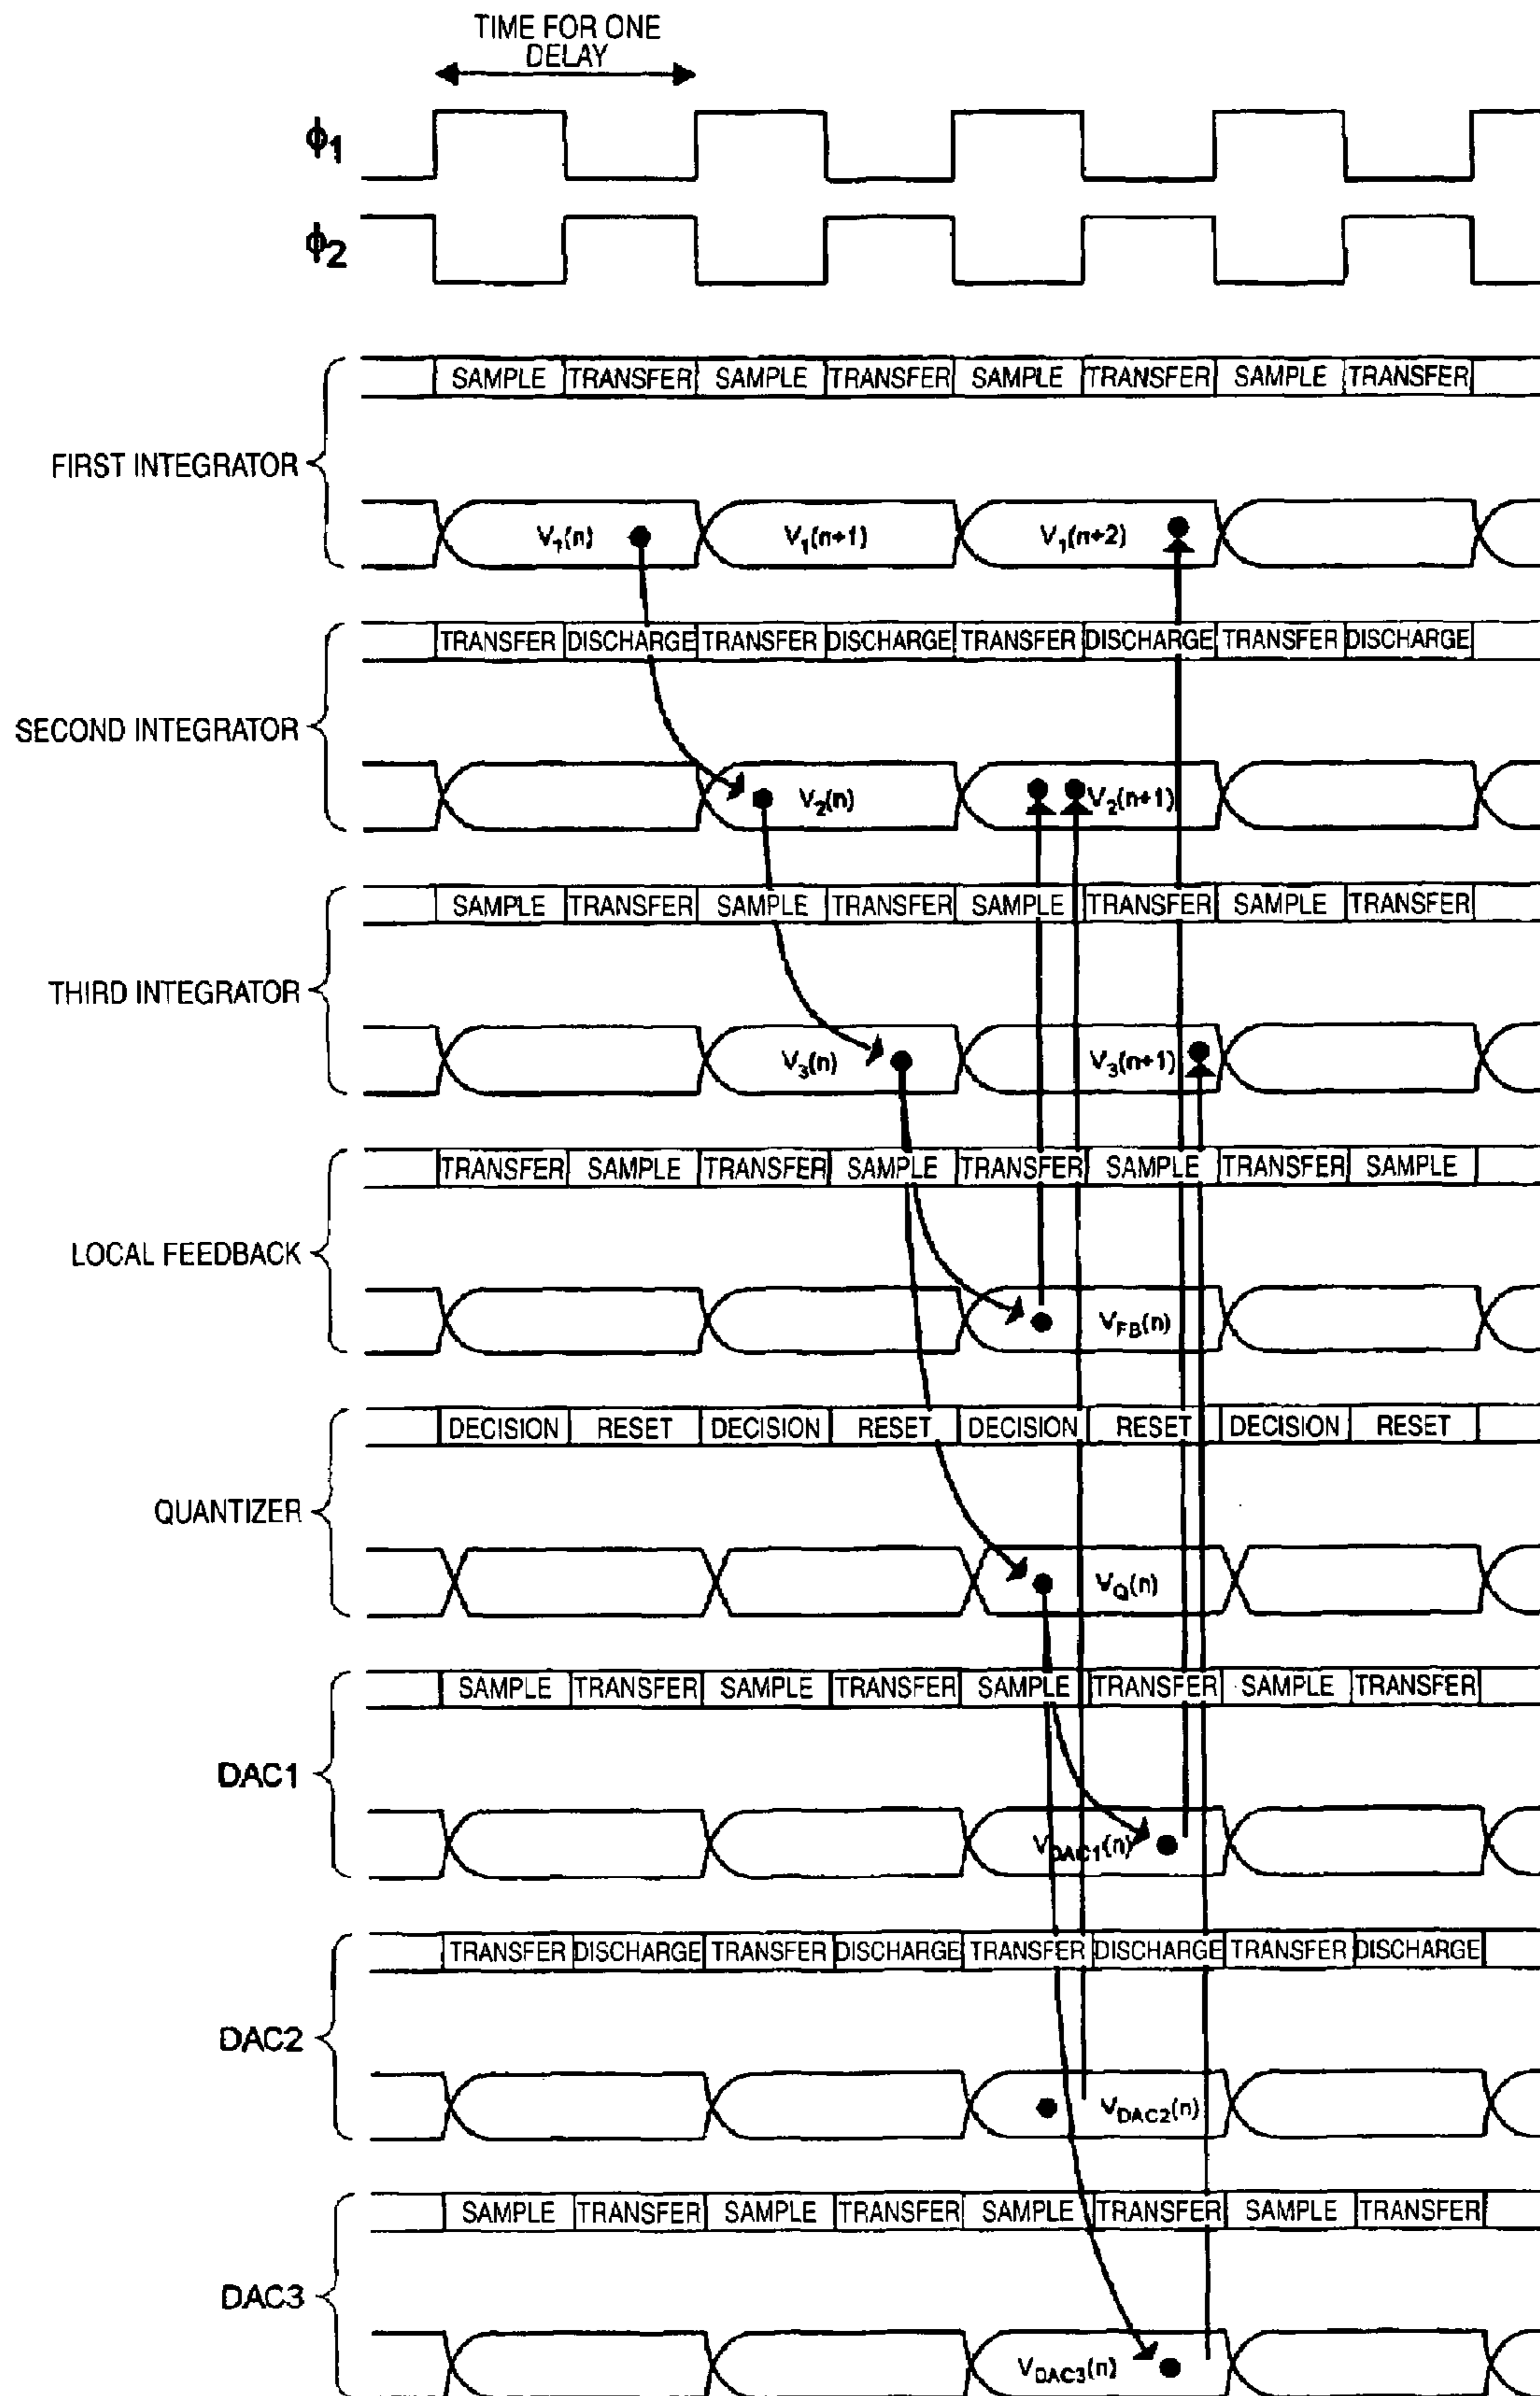 TIME FOR ONE
DELAY
ϕ1
ϕ2
SAMPLE TRANSFER SAMPLE TRANSFER SAMPLE TRANSFER SAMPLE TRANSFER
FIRST INTEGRATOR
V1(n) V1(n+1) V1(n+2)
TRANSFER DISCHARGE TRANSFER DISCHARGE TRANSFER DISCHARGE TRANSFER DISCHARGE
SECOND INTEGRATOR
V2(n) V2(n+1)
SAMPLE TRANSFER SAMPLE TRANSFER SAMPLE TRANSFER SAMPLE TRANSFER
THIRD INTEGRATOR
V3(n) V3(n+1)
TRANSFER SAMPLE TRANSFER SAMPLE TRANSFER SAMPLE TRANSFER SAMPLE
LOCAL FEEDBACK
VFB(n)
DECISION RESET DECISION RESET DECISION RESET DECISION RESET
QUANTIZER
VQ(n)
SAMPLE TRANSFER SAMPLE TRANSFER SAMPLE TRANSFER SAMPLE TRANSFER
DAC1
VDAC1(n)
TRANSFER DISCHARGE TRANSFER DISCHARGE TRANSFER DISCHARGE TRANSFER DISCHARGE
DAC2
VDAC2(n)
SAMPLE TRANSFER SAMPLE TRANSFER SAMPLE TRANSFER SAMPLE TRANSFER
DAC3
VDAC3(n)